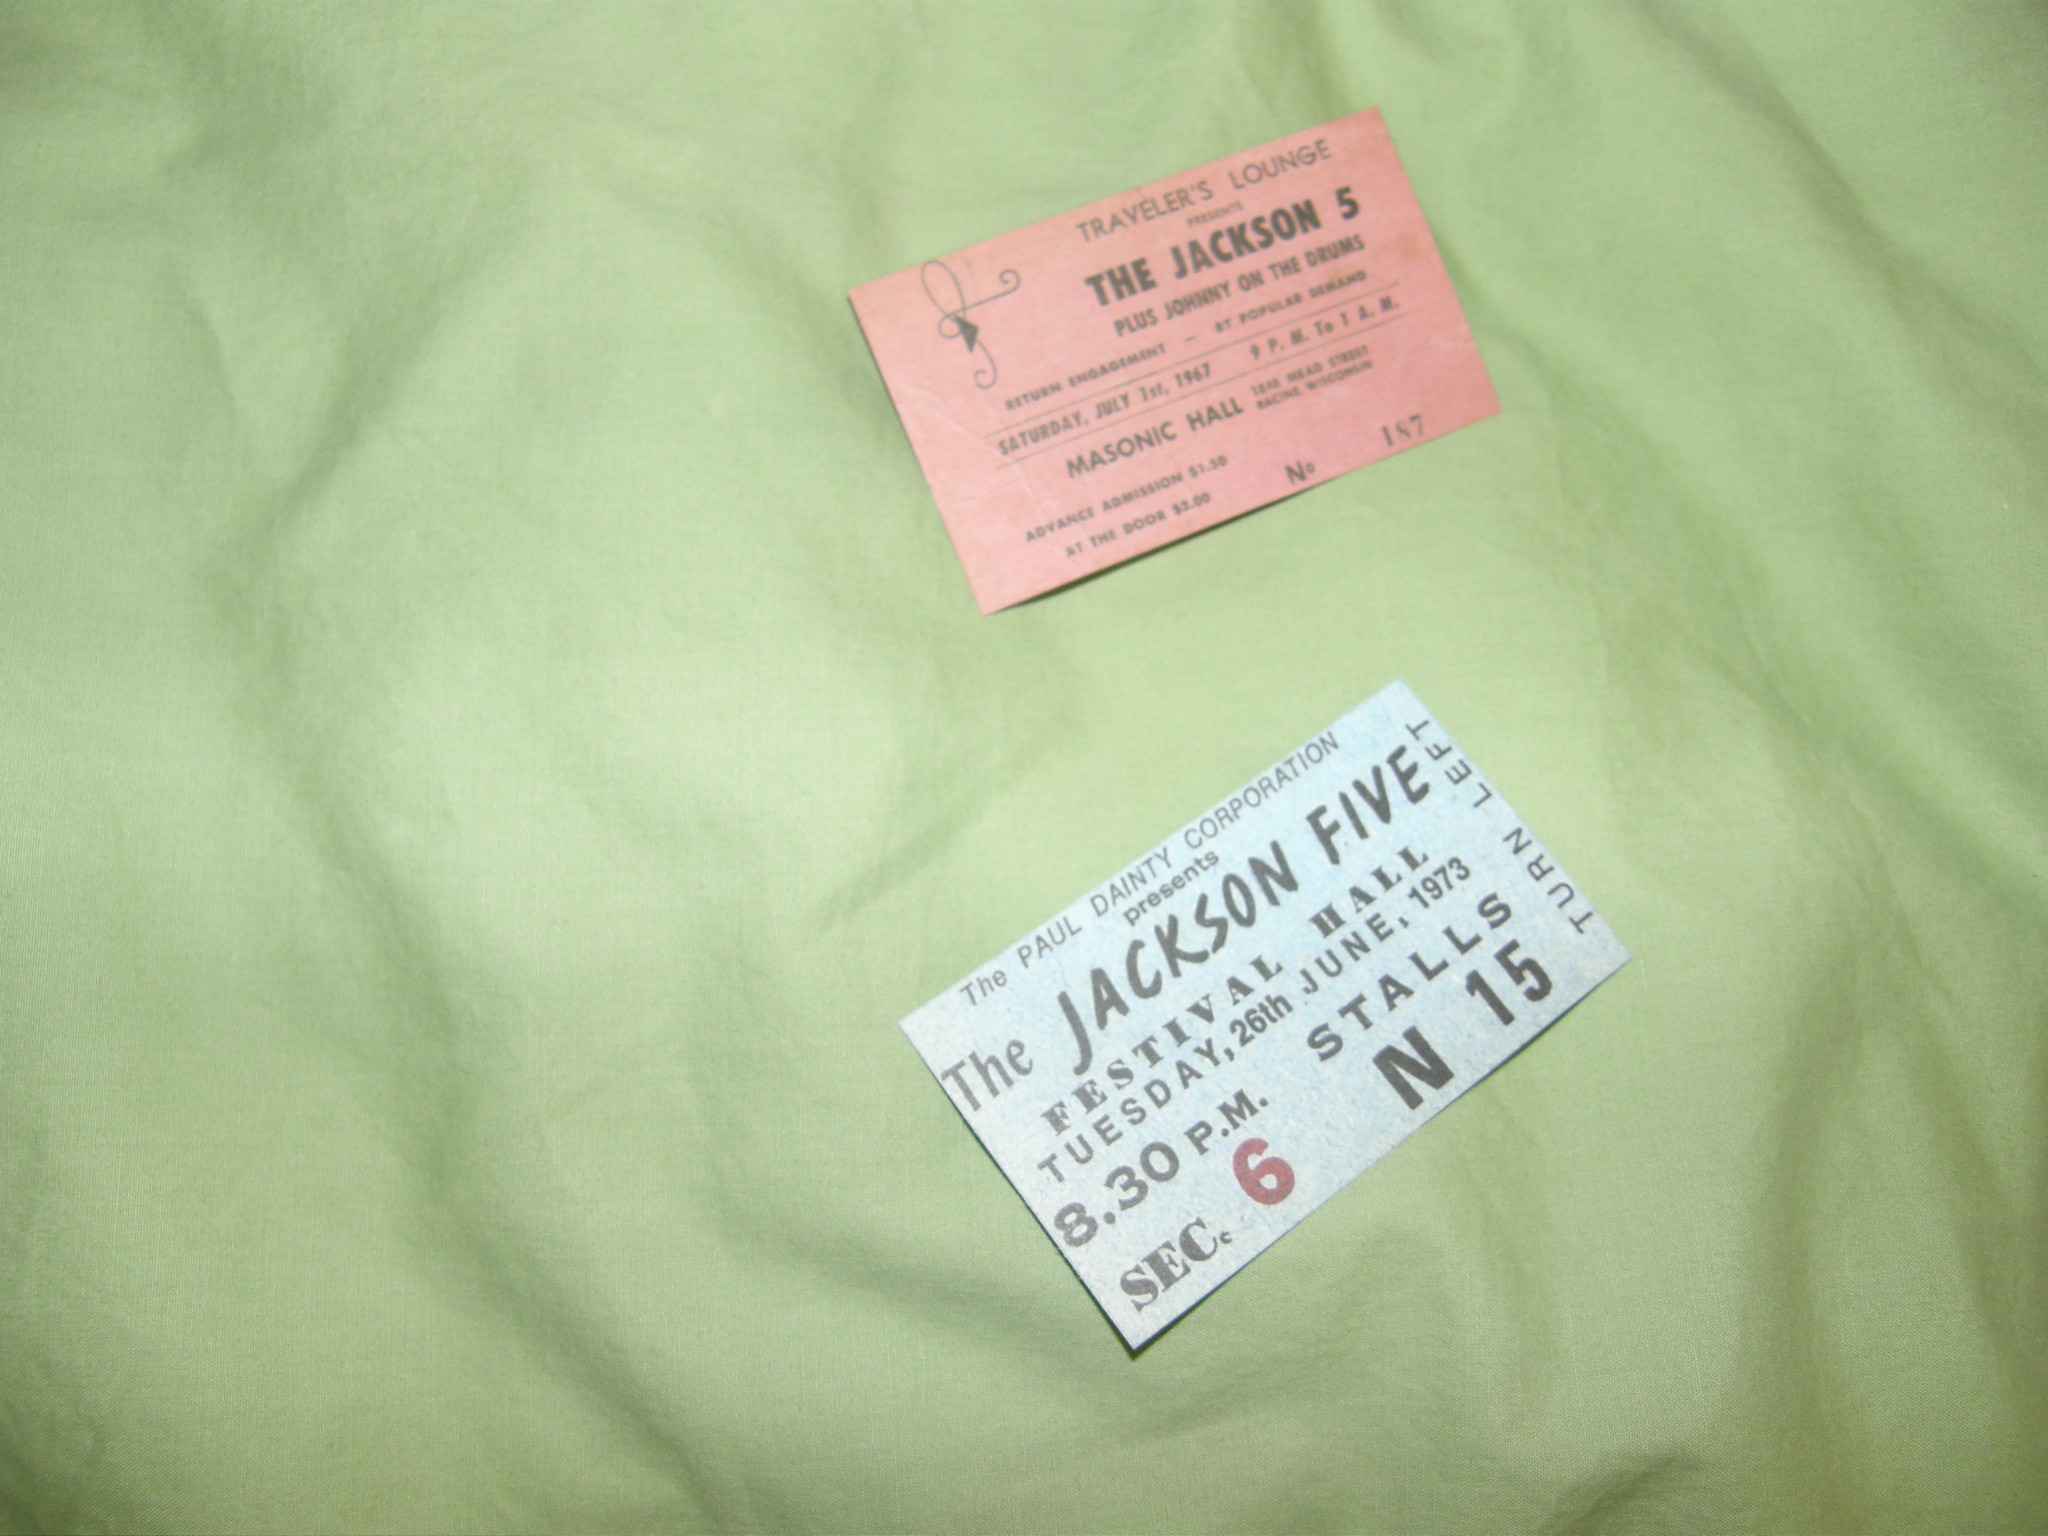 TRAVELER'S LOUNGE
PRESENTS
THE JACKSON 5
PLUS JOHNNY ON THE DRUMS
RETURN ENGAGEMENT — BY POPULAR DEMAND
SATURDAY, JULY 1st, 1967 9 P. M. To 1 A. M.
MASONIC HALL
MEAD STREET
RACINE, WISCONSIN
ADVANCE ADMISSION $1.50
AT THE DOOR $2.00
No 187
The PAUL DAINTY CORPORATION
presents
The JACKSON FIVE
FESTIVAL HALL
TUESDAY, 26th JUNE, 1973
8.30 P.M. STALLS
SEC. 6 N 15
TURN LEFT